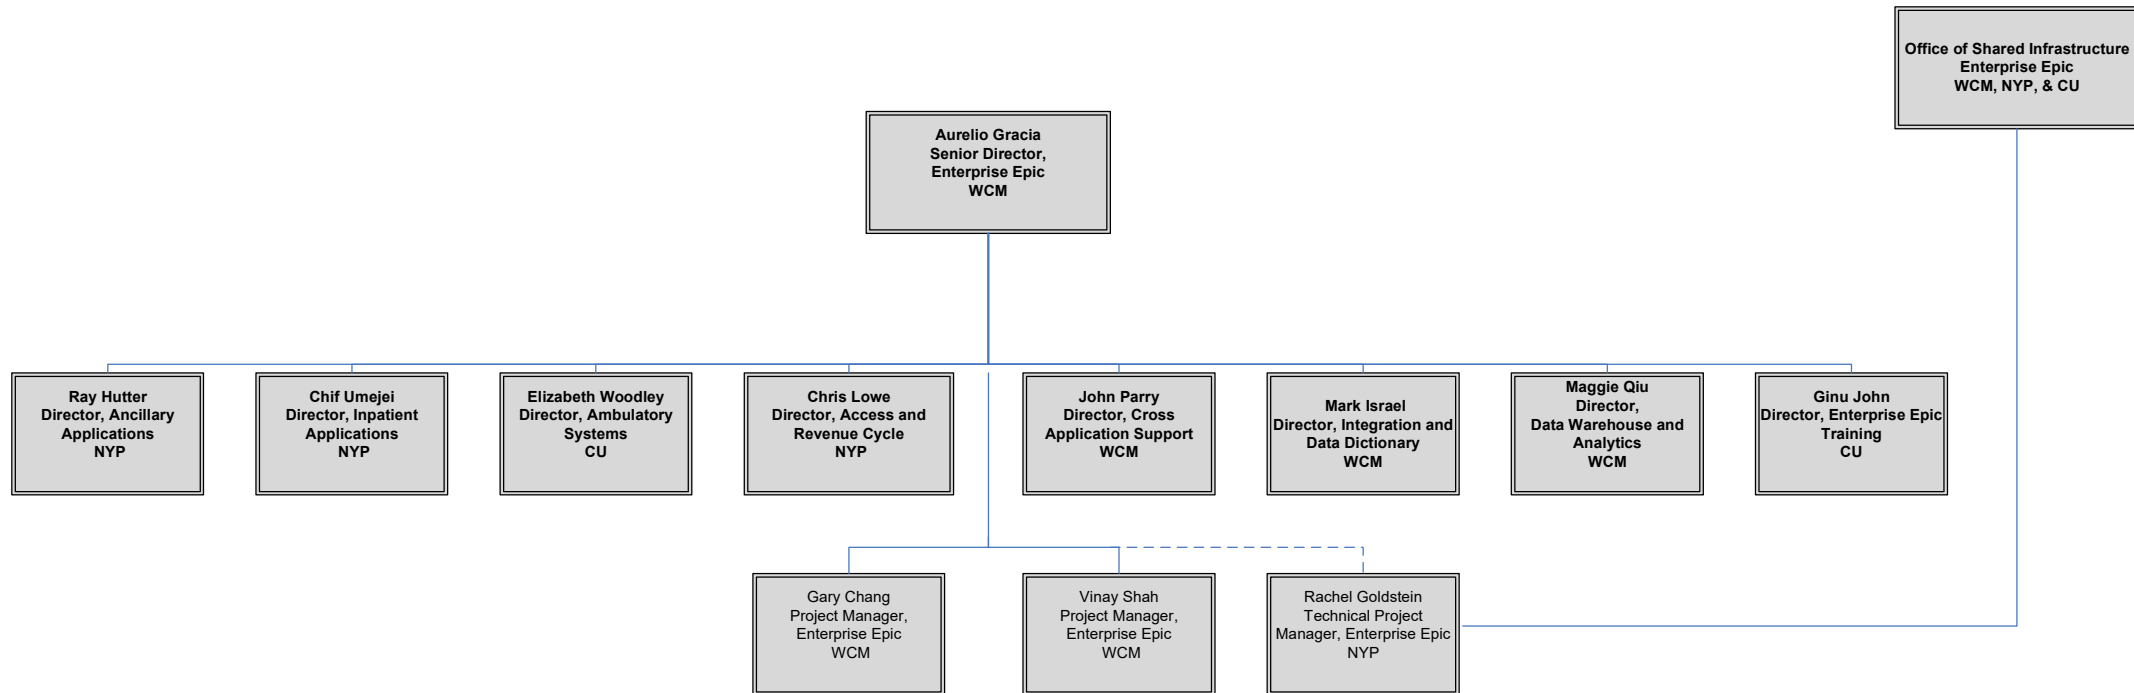 Office of Shared Infrastructure
Enterprise Epic
WCM, NYP, & CU
Aurelio Gracia
Senior Director,
Enterprise Epic
WCM
Ray Hutter
Director, Ancillary
Applications
NYP
Chif Umejei
Director, Inpatient
Applications
NYP
Elizabeth Woodley
Director, Ambulatory
Systems
CU
Chris Lowe
Director, Access and
Revenue Cycle
NYP
John Parry
Director, Cross
Application Support
WCM
Mark Israel
Director, Integration and
Data Dictionary
WCM
Maggie Qiu
Director,
Data Warehouse and
Analytics
WCM
Ginu John
Director, Enterprise Epic
Training
CU
Gary Chang
Project Manager,
Enterprise Epic
WCM
Vinay Shah
Project Manager,
Enterprise Epic
WCM
Rachel Goldstein
Technical Project
Manager, Enterprise Epic
NYP